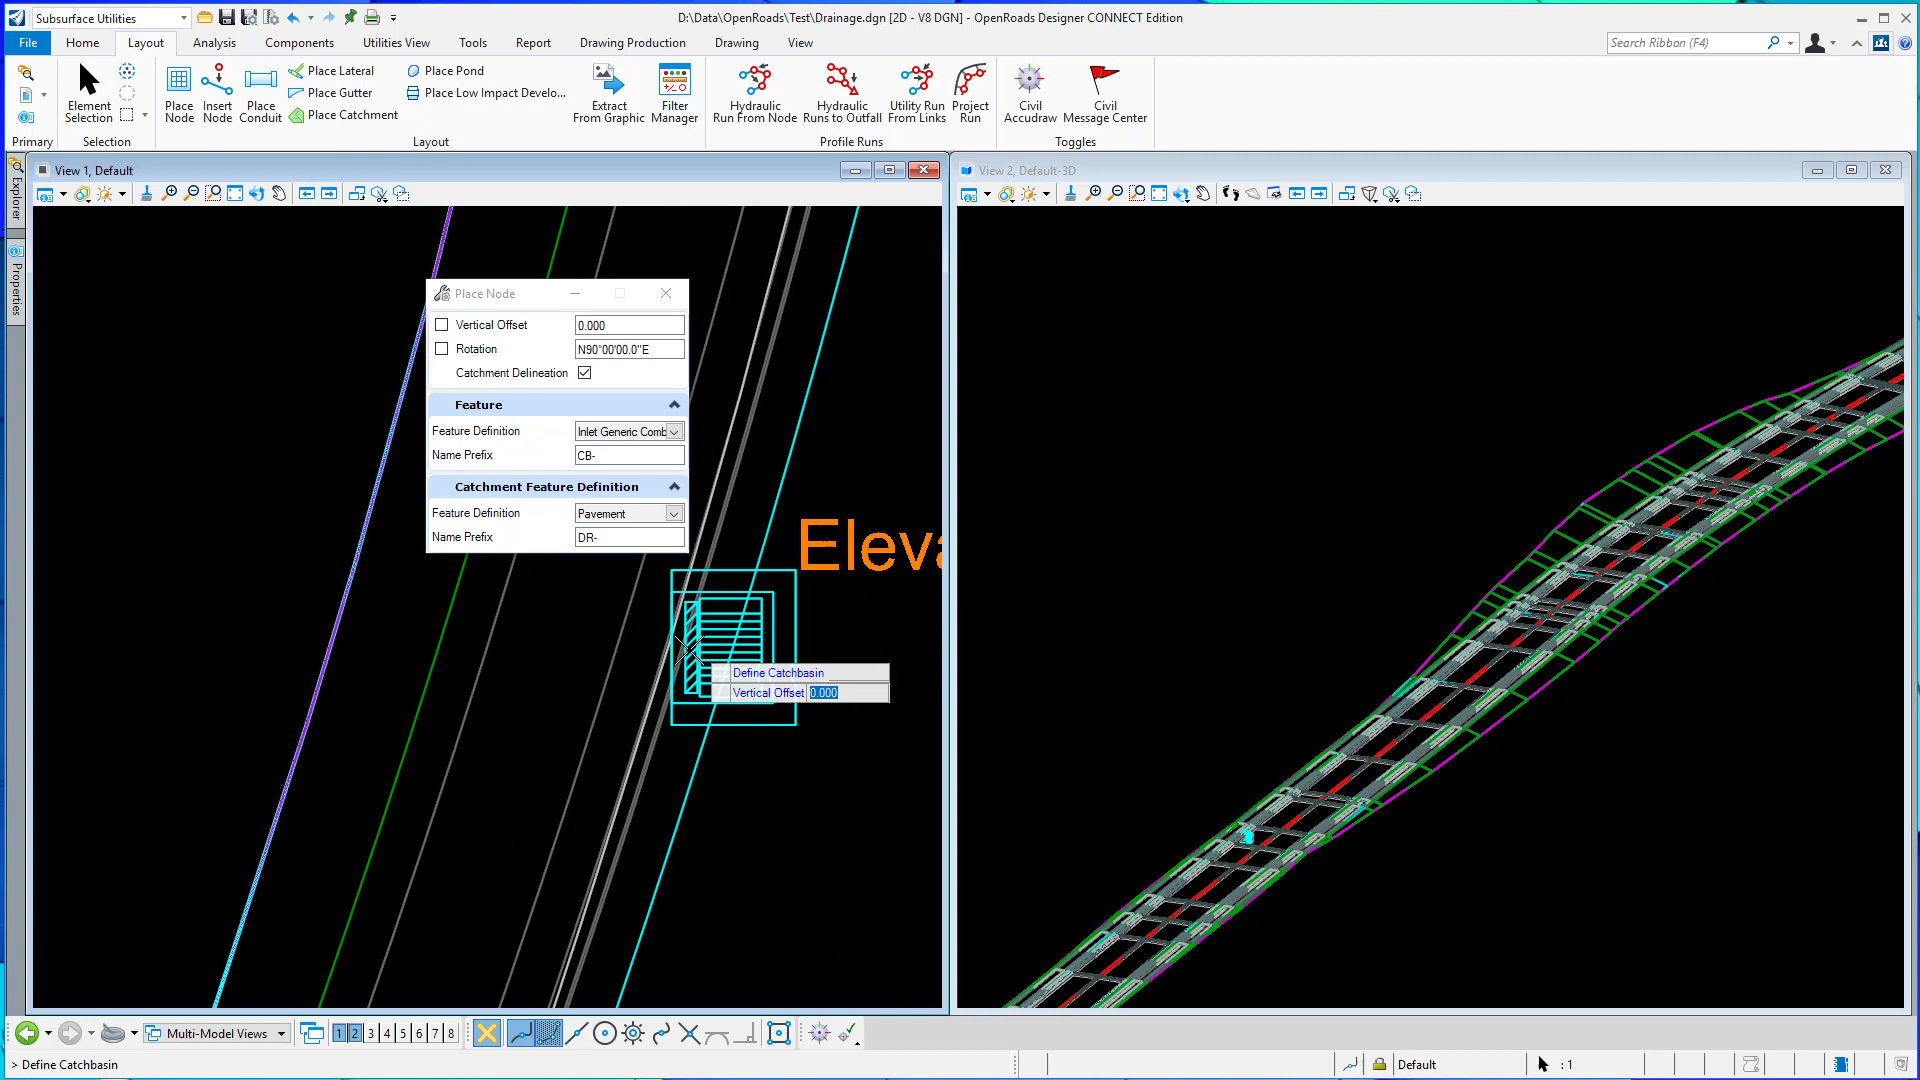 Subsurface Utilities
D:\Data\OpenRoads\Test\Drainage.dgn [2D - V8 DGN] - OpenRoads Designer CONNECT Edition
File Home Layout Analysis Components Utilities View Tools Report Drawing Production Drawing View
Search Ribbon (F4)
Element Selection
Place Node
Insert Node
Place Conduit
Place Lateral
Place Gutter
Place Catchment
Place Pond
Place Low Impact Develo...
Extract From Graphic
Filter Manager
Hydraulic Run From Node
Hydraulic Runs to Outfall
Utility Run From Links
Project Run
Civil Accudraw
Civil Message Center
Primary Selection Layout Profile Runs Toggles
Explorer
Properties
View 1, Default
View 2, Default-3D
Place Node
Vertical Offset 0.000
Rotation N90°00'00.0"E
Catchment Delineation
Feature
Feature Definition Inlet Generic Comb
Name Prefix CB-
Catchment Feature Definition
Feature Definition Pavement
Name Prefix DR-
Eleva
Define Catchbasin
Vertical Offset 0.000
Multi-Model Views 1 2 3 4 5 6 7 8
> Define Catchbasin
Default
: 1